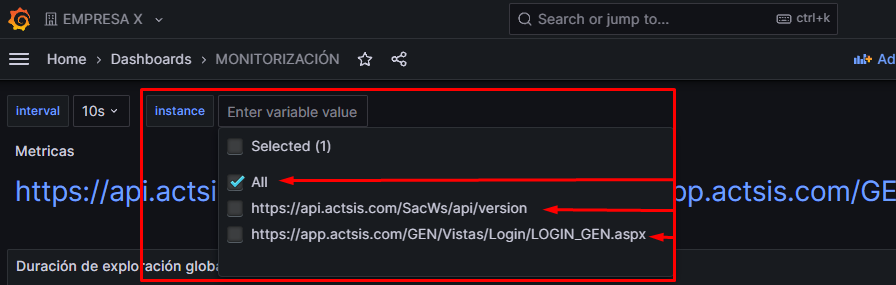 EMPRESA X
Search or jump to...
ctrl+k
Home > Dashboards > MONITORIZACIÓN
Ad
interval
10s
instance
Enter variable value
Selected (1)
Metricas
All
https://api.actsi
pp.actsis.com/GE
https://api.actsis.com/SacWs/api/version
https://app.actsis.com/GEN/Vistas/Login/LOGIN_GEN.aspx
Duración de exploración globa